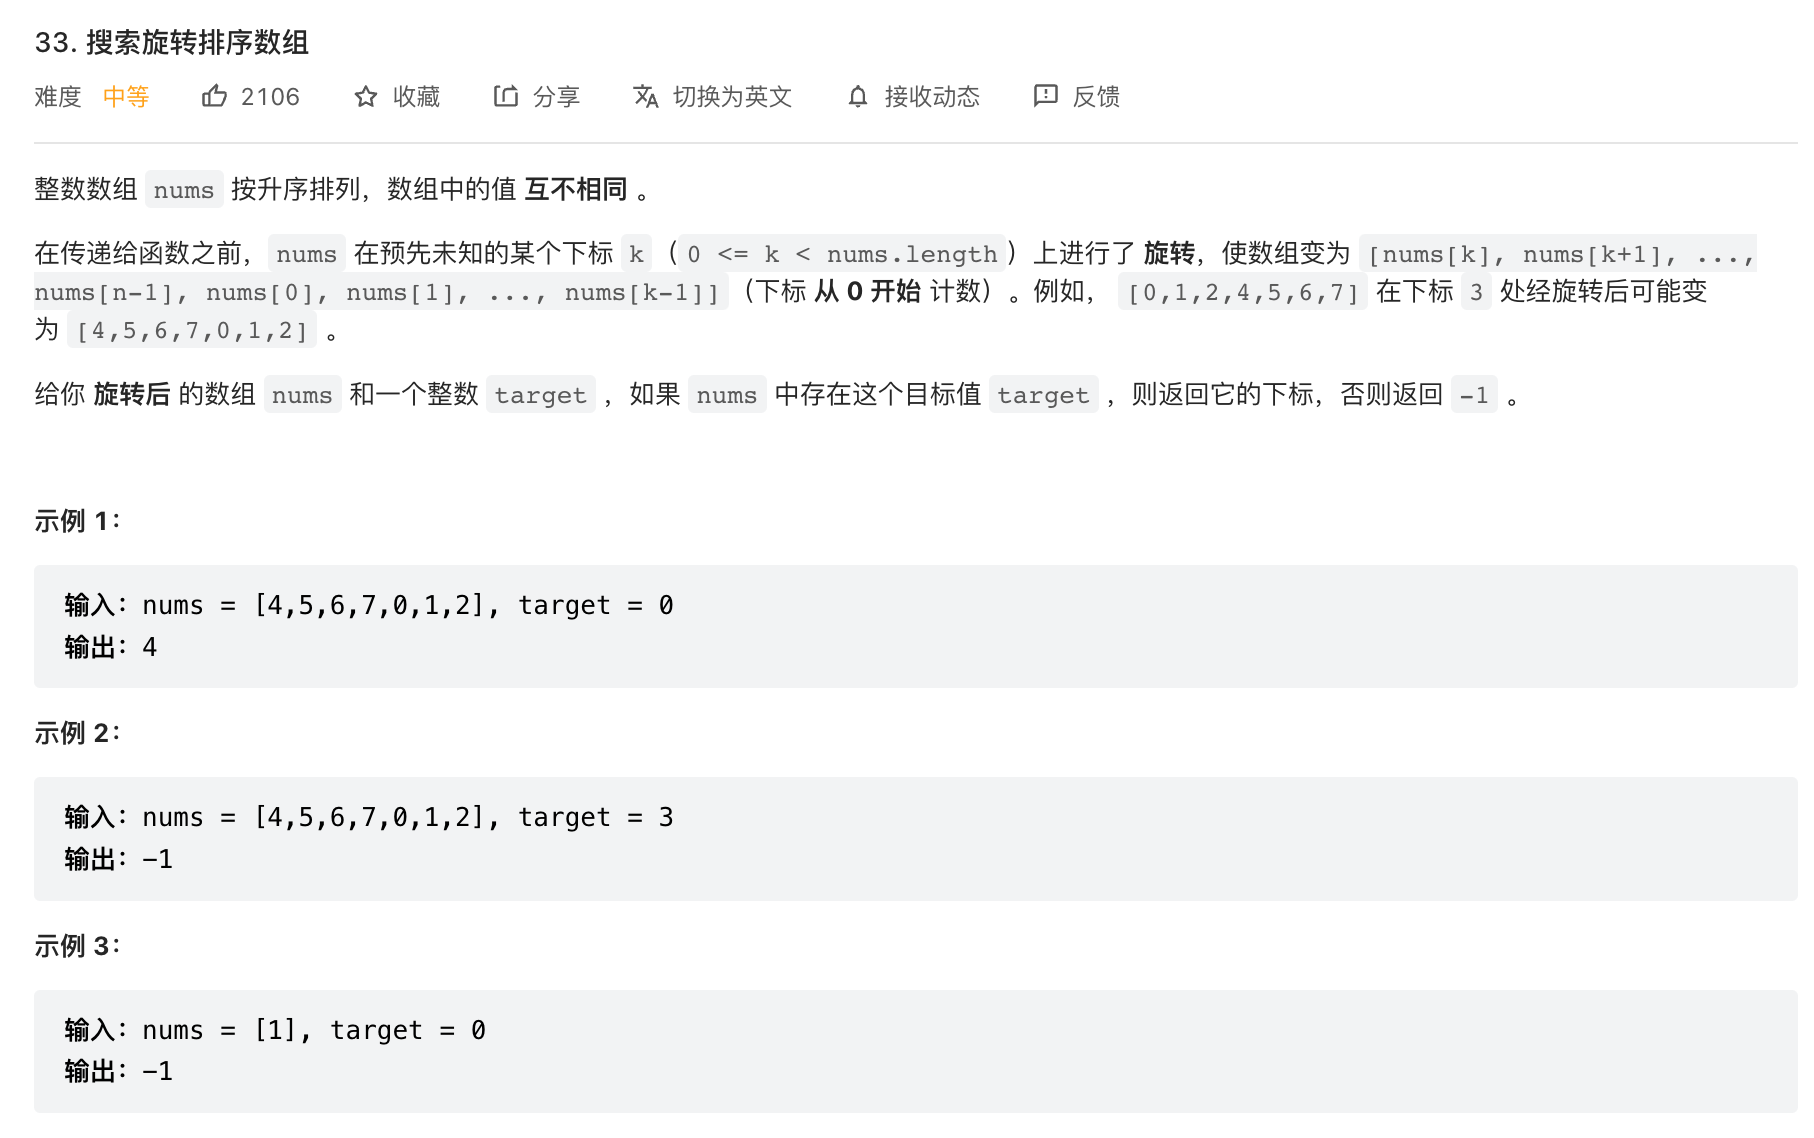 33. 搜索旋转排序数组
难度 中等 2106 收藏 分享 切换为英文 接收动态 反馈
整数数组 nums 按升序排列，数组中的值 互不相同 。
在传递给函数之前，nums 在预先未知的某个下标 k（0 <= k < nums.length）上进行了 旋转，使数组变为 [nums[k], nums[k+1], ...,
nums[n-1], nums[0], nums[1], ..., nums[k-1]]（下标 从 0 开始 计数）。例如， [0,1,2,4,5,6,7] 在下标 3 处经旋转后可能变
为 [4,5,6,7,0,1,2] 。
给你 旋转后 的数组 nums 和一个整数 target ，如果 nums 中存在这个目标值 target ，则返回它的下标，否则返回 -1 。
示例 1：
输入：nums = [4,5,6,7,0,1,2], target = 0
输出：4
示例 2：
输入：nums = [4,5,6,7,0,1,2], target = 3
输出：-1
示例 3：
输入：nums = [1], target = 0
输出：-1